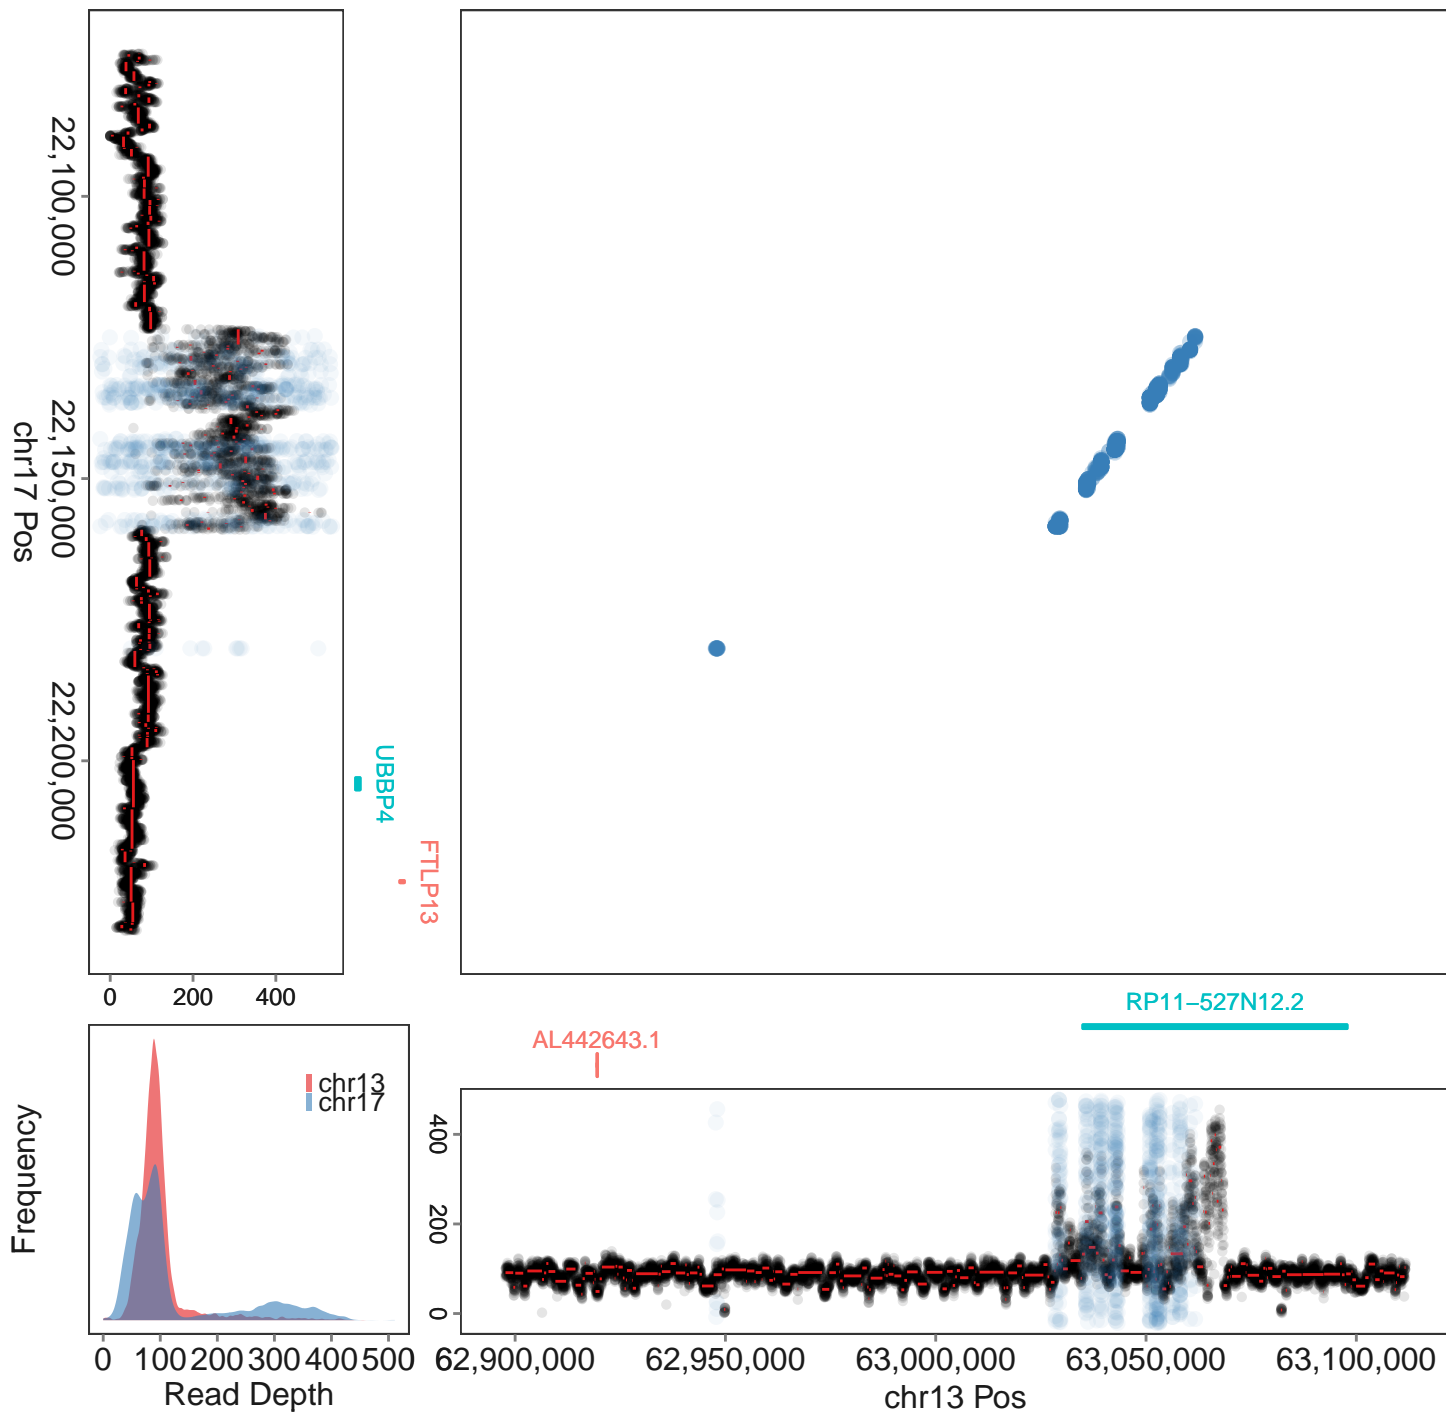 22,100,000
22,150,000
22,200,000
chr17 Pos
0 200 400
UBBP4
FTLP13
RP11−527N12.2
AL442643.1
chr13
chr17
Frequency
0 100 200 300 400 500
Read Depth
400
200
0
62,900,000 62,950,000 63,000,000 63,050,000 63,100,000
chr13 Pos